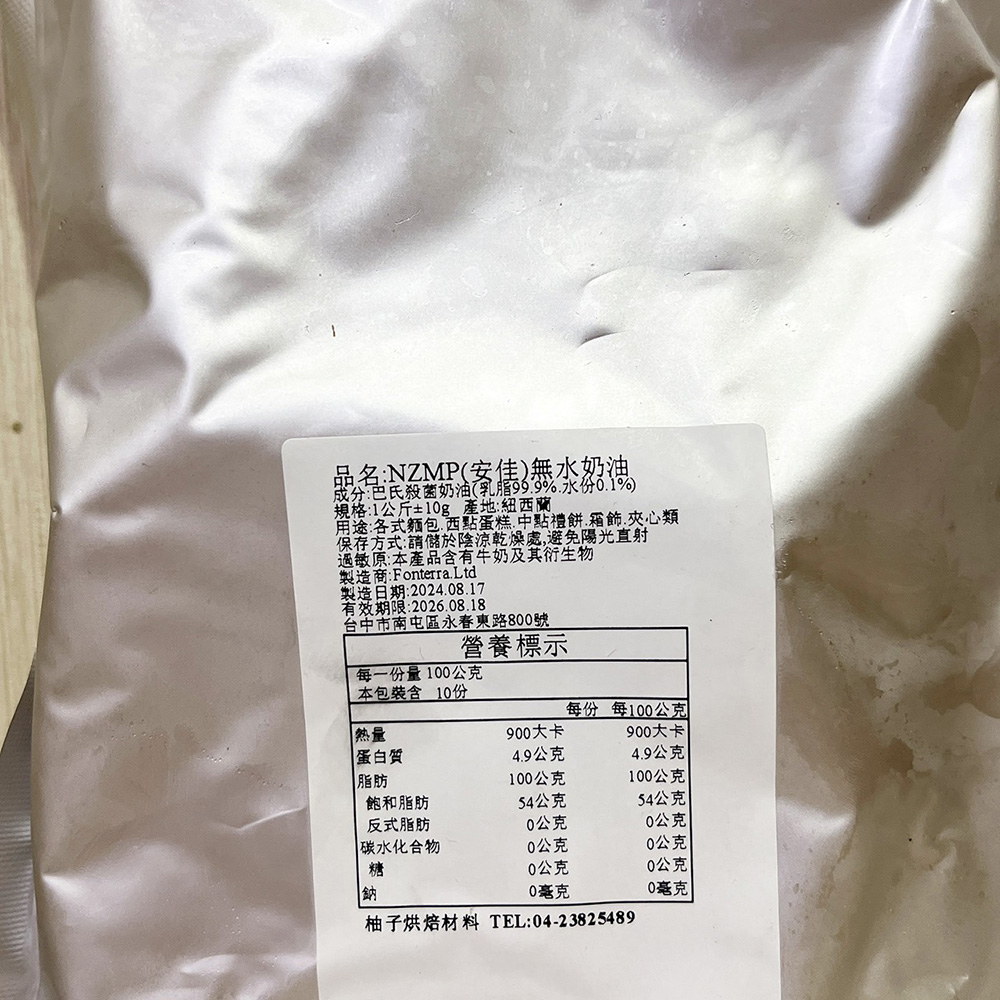 品名:NZMP(安佳)無水奶油
成分:巴氏殺菌奶油(乳脂99.9%.水份0.1%)
規格:1公斤±10g 產地:紐西蘭
用途:各式麵包.西點蛋糕.中點禮餅.霜飾.夾心類
保存方式:請儲於陰涼乾燥處,避免陽光直射
過敏原:本產品含有牛奶及其衍生物
製造商:Fonterra.Ltd
製造日期:2024.08.17
有效期限:2026.08.18
台中市南屯區永春東路800號
營養標示
每一份量 100公克
本包裝含 10份
每份 每100公克
熱量 900大卡 900大卡
蛋白質 4.9公克 4.9公克
脂肪 100公克 100公克
飽和脂肪 54公克 54公克
反式脂肪 0公克 0公克
碳水化合物 0公克 0公克
糖 0公克 0公克
鈉 0毫克 0毫克
柚子烘焙材料 TEL:04-23825489